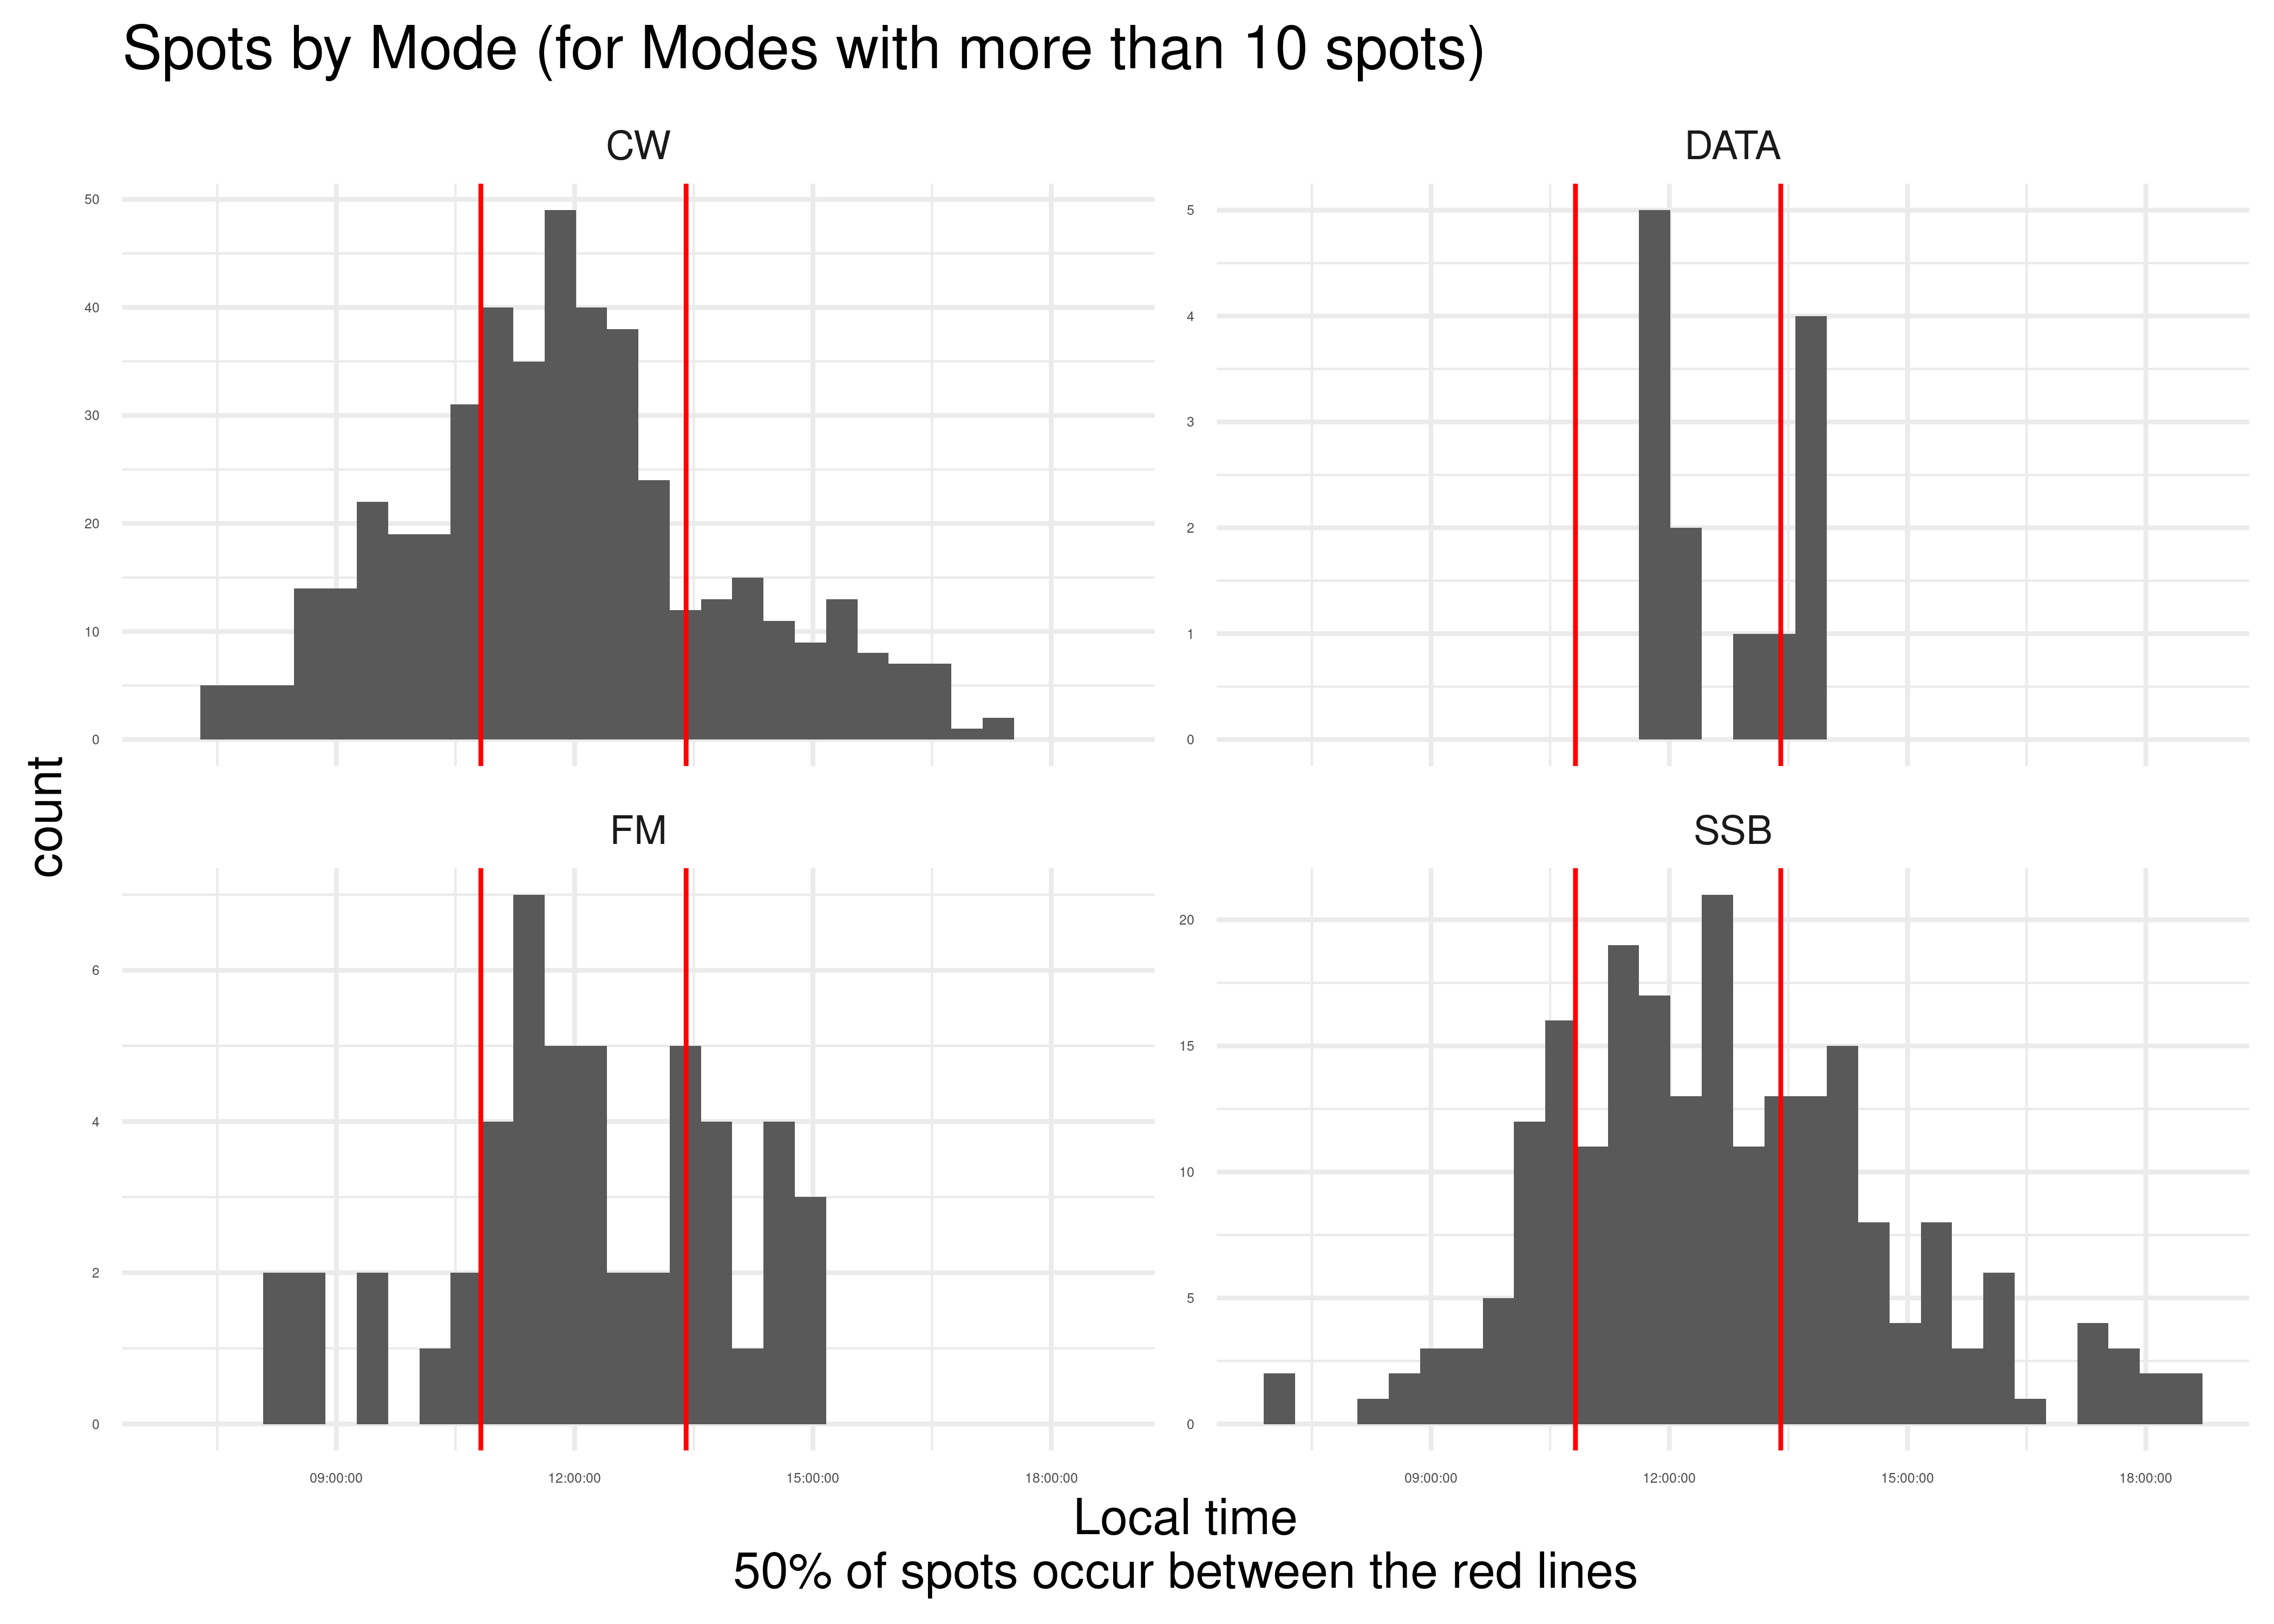 Spots by Mode (for Modes with more than 10 spots)
CW
DATA
50
40
30
20
10
0
5
4
3
2
1
0
count
FM
SSB
6
4
2
0
20
15
10
5
0
09:00:00 12:00:00 15:00:00 18:00:00
09:00:00 12:00:00 15:00:00 18:00:00
Local time
50% of spots occur between the red lines